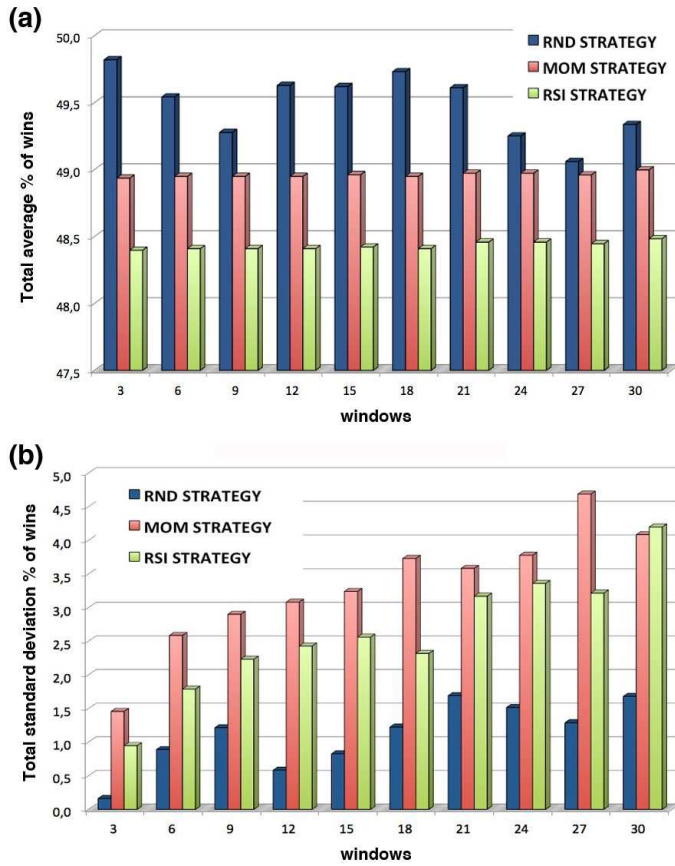 (a)
50,0
49,5
49,0
48,5
48,0
47,5
Total average % of wins
RND STRATEGY
MOM STRATEGY
RSI STRATEGY
3 6 9 12 15 18 21 24 27 30
windows
(b)
5,0
4,5
4,0
3,5
3,0
2,5
2,0
1,5
1,0
0,5
0,0
Total standard deviation % of wins
RND STRATEGY
MOM STRATEGY
RSI STRATEGY
3 6 9 12 15 18 21 24 27 30
windows